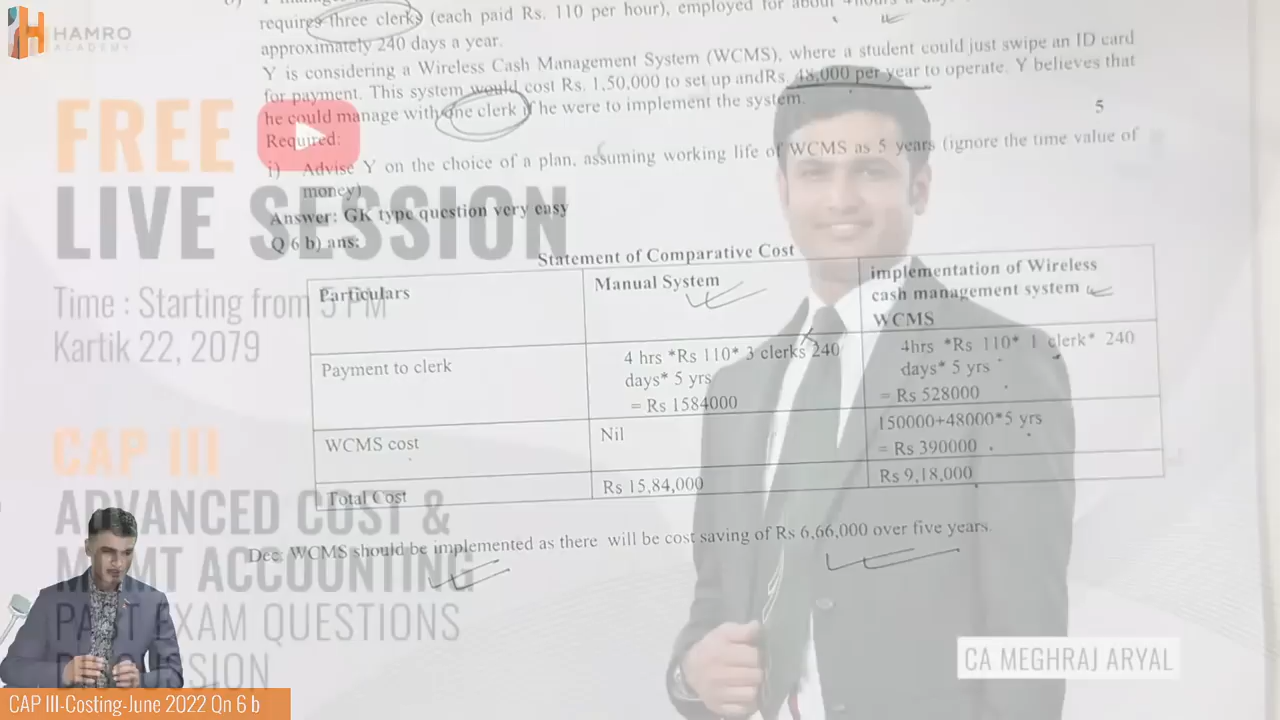 HAMRO
ACADEMY
requires three clerks (each paid Rs. 110 per hour), employed for about
approximately 240 days a year.
Y is considering a Wireless Cash Management System (WCMS), where a student could just swipe an ID card
for payment. This system would cost Rs. 1,50,000 to set up andRs. 48,000 per year to operate. Y believes that
he could manage with one clerk if he were to implement the system.
5
Required:
i) Advise Y on the choice of a plan, assuming working life of WCMS as 5 years (ignore the time value of
money)
Answer: GK type question very easy
Q 6 b) ans:
Statement of Comparative Cost
Particulars
Manual System
implementation of Wireless
cash management system
WCMS
Payment to clerk
4 hrs *Rs 110* 3 clerks 240
days* 5 yrs
= Rs 1584000
4hrs *Rs 110* 1 clerk* 240
days* 5 yrs
= Rs 528000
WCMS cost
Nil
150000+48000*5 yrs
= Rs 390000
Total Cost
Rs 15,84,000
Rs 9,18,000
Dec: WCMS should be implemented as there will be cost saving of Rs 6,66,000 over five years.
FREE
LIVE SESSION
Time : Starting from 5 PM
Kartik 22, 2079
CAP III
ADVANCED COST &
MGMT ACCOUNTING
PAST EXAM QUESTIONS
DISCUSSION
CA MEGHRAJ ARYAL
CAP III-Costing-June 2022 Qn 6 b